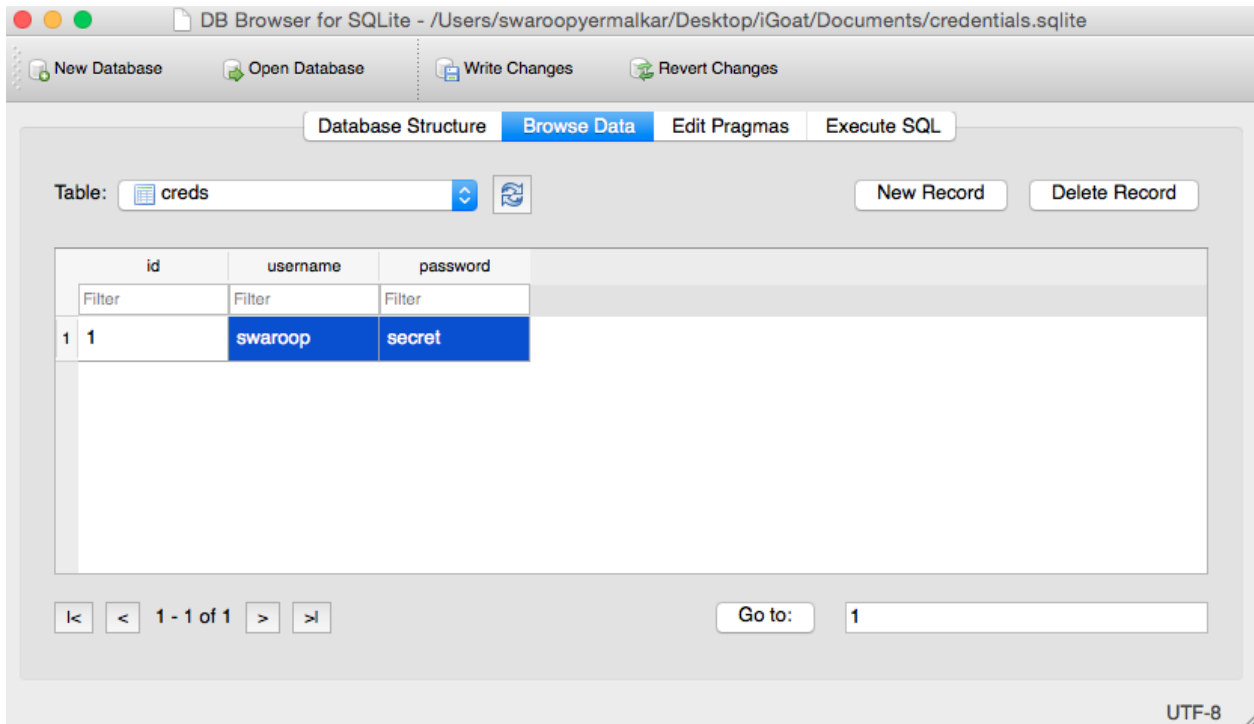 DB Browser for SQLite - /Users/swaroopyermalkar/Desktop/iGoat/Documents/credentials.sqlite
New Database Open Database Write Changes Revert Changes
Database Structure Browse Data Edit Pragmas Execute SQL
Table: creds New Record Delete Record
id username password
Filter Filter Filter
1 1 swaroop secret
|< < 1 - 1 of 1 > >| Go to: 1
UTF-8